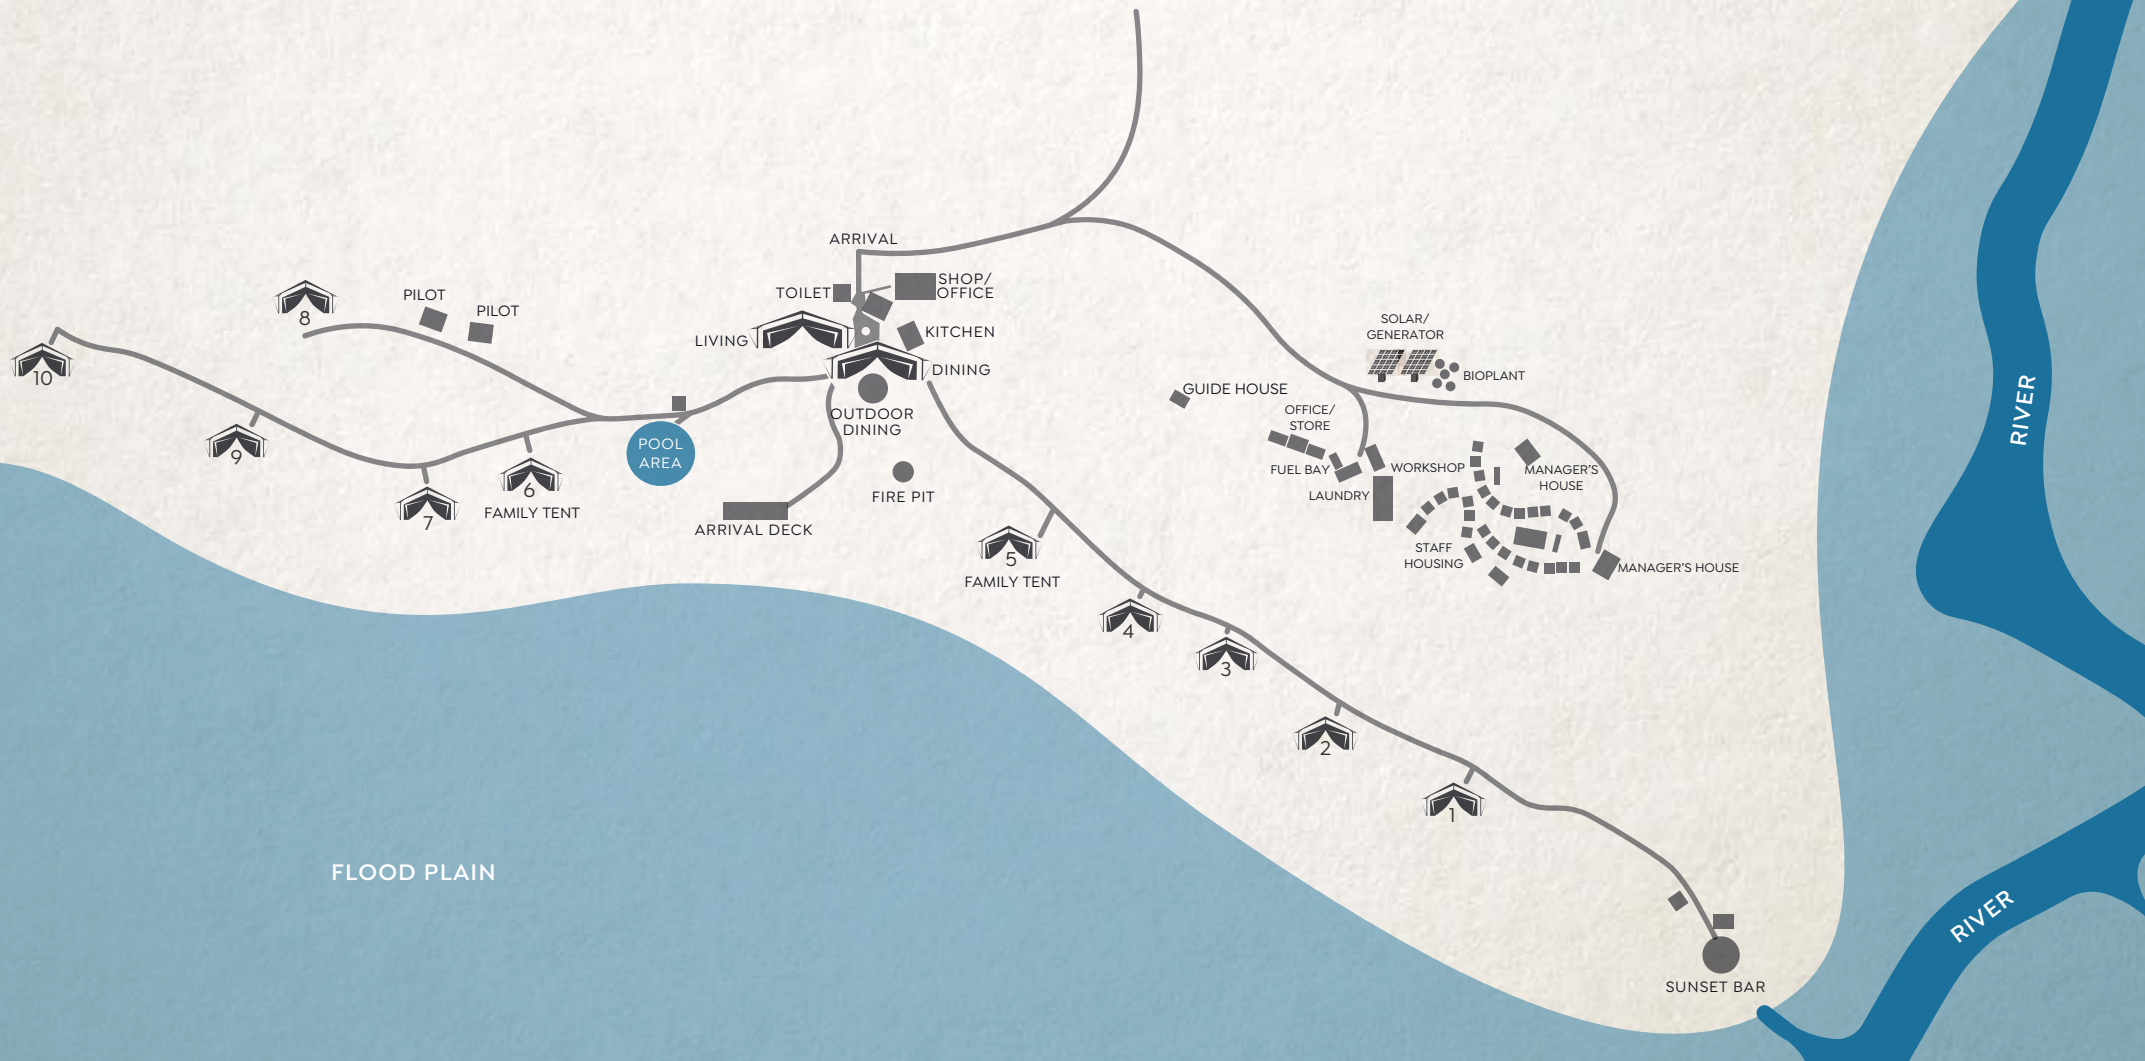 ARRIVAL
SHOP/
OFFICE
TOILET
PILOT
PILOT
8
LIVING
KITCHEN
DINING
10
SOLAR/
GENERATOR
BIOPLANT
GUIDE HOUSE
OFFICE/
STORE
OUTDOOR
DINING
POOL
AREA
9
FUEL BAY
WORKSHOP
MANAGER'S
HOUSE
LAUNDRY
6
FAMILY TENT
7
FIRE PIT
ARRIVAL DECK
STAFF
HOUSING
MANAGER'S HOUSE
5
FAMILY TENT
4
3
2
1
RIVER
FLOOD PLAIN
RIVER
SUNSET BAR